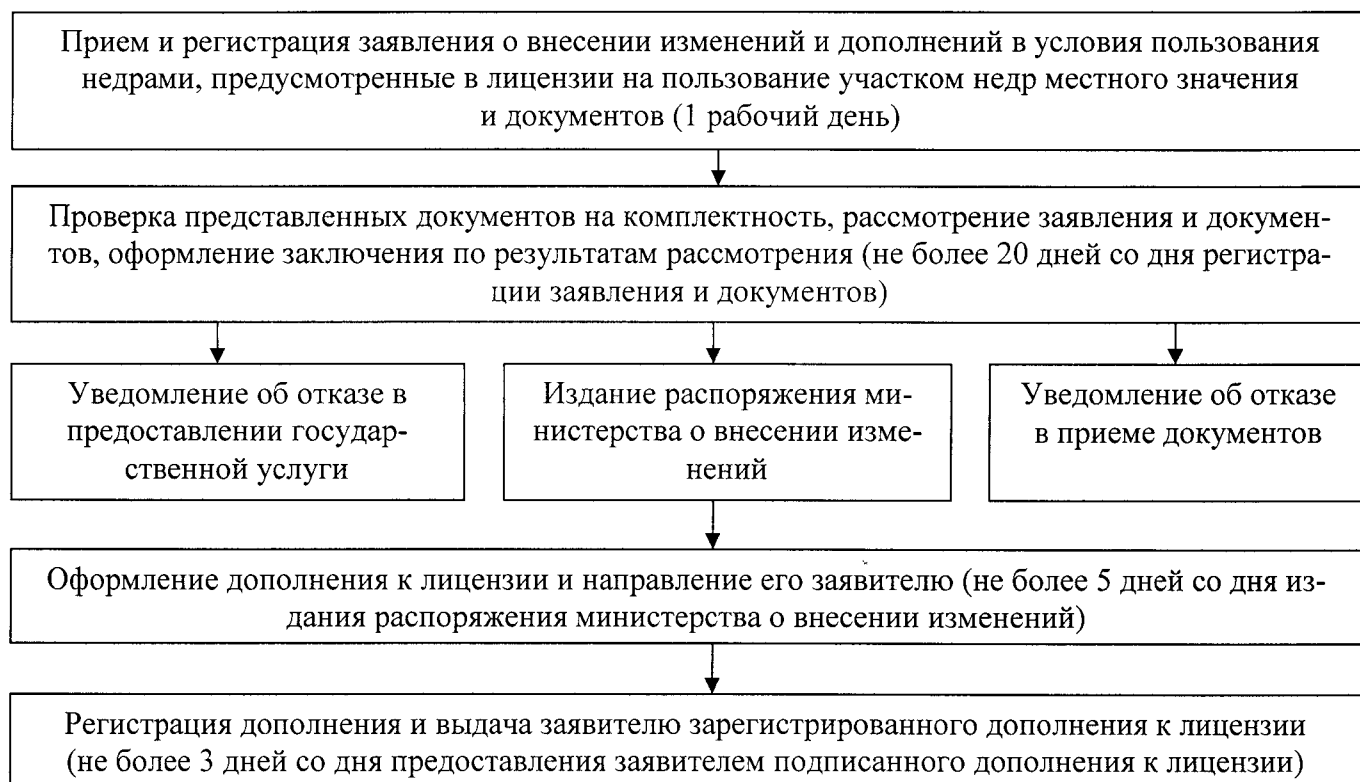 Прием и регистрация заявления о внесении изменений и дополнений в условия пользования
недрами, предусмотренные в лицензии на пользование участком недр местного значения
и документов (1 рабочий день)
Проверка представленных документов на комплектность, рассмотрение заявления и докумен-
тов, оформление заключения по результатам рассмотрения (не более 20 дней со дня регистра-
ции заявления и документов)
Уведомление об отказе в
предоставлении государ-
ственной услуги
Издание распоряжения ми-
нистерства о внесении изме-
нений
Уведомление об отказе
в приеме документов
Оформление дополнения к лицензии и направление его заявителю (не более 5 дней со дня из-
дания распоряжения министерства о внесении изменений)
Регистрация дополнения и выдача заявителю зарегистрированного дополнения к лицензии
(не более 3 дней со дня предоставления заявителем подписанного дополнения к лицензии)